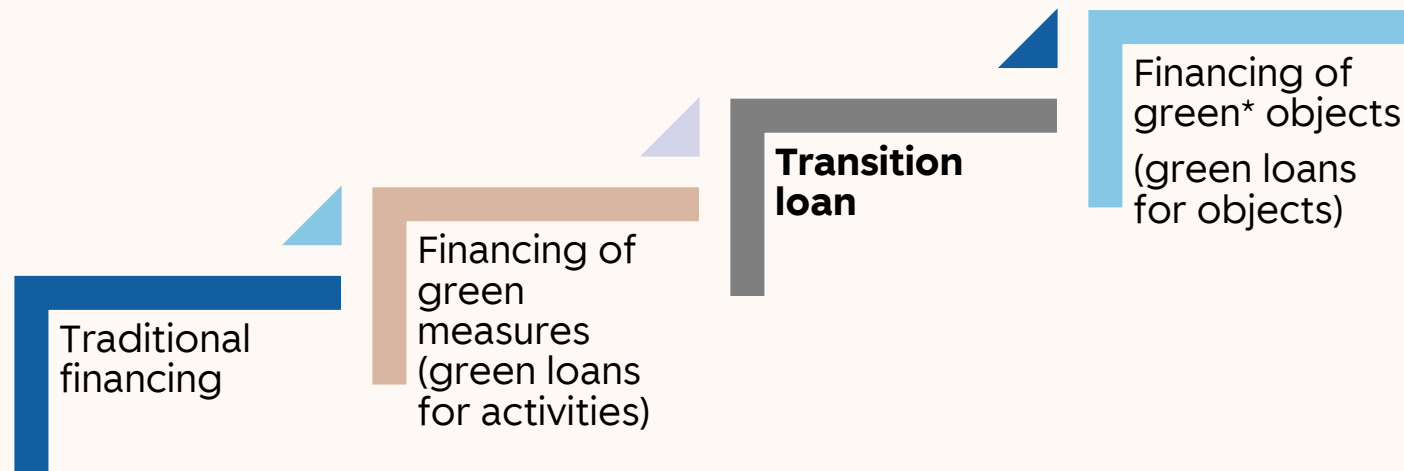 Traditional
financing
Financing of
green
measures
(green loans
for activities)
Transition
loan
Financing of
green* objects
(green loans
for objects)